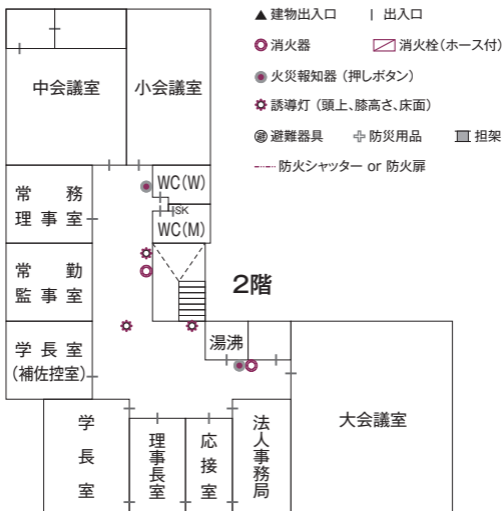 ▲ 建物出入口
| 出入口
消火器
消火栓(ホース付)
火災報知器 (押しボタン)
誘導灯 (頭上、膝高さ、床面)
避難器具
防災用品
担架
防火シャッター or 防火扉
中会議室
小会議室
常務
理事室
WC(W)
SK
WC(M)
常勤
監事室
2階
学長室
(補佐控室)
湯沸
大会議室
学長室
理事長室
応接室
法人事務局